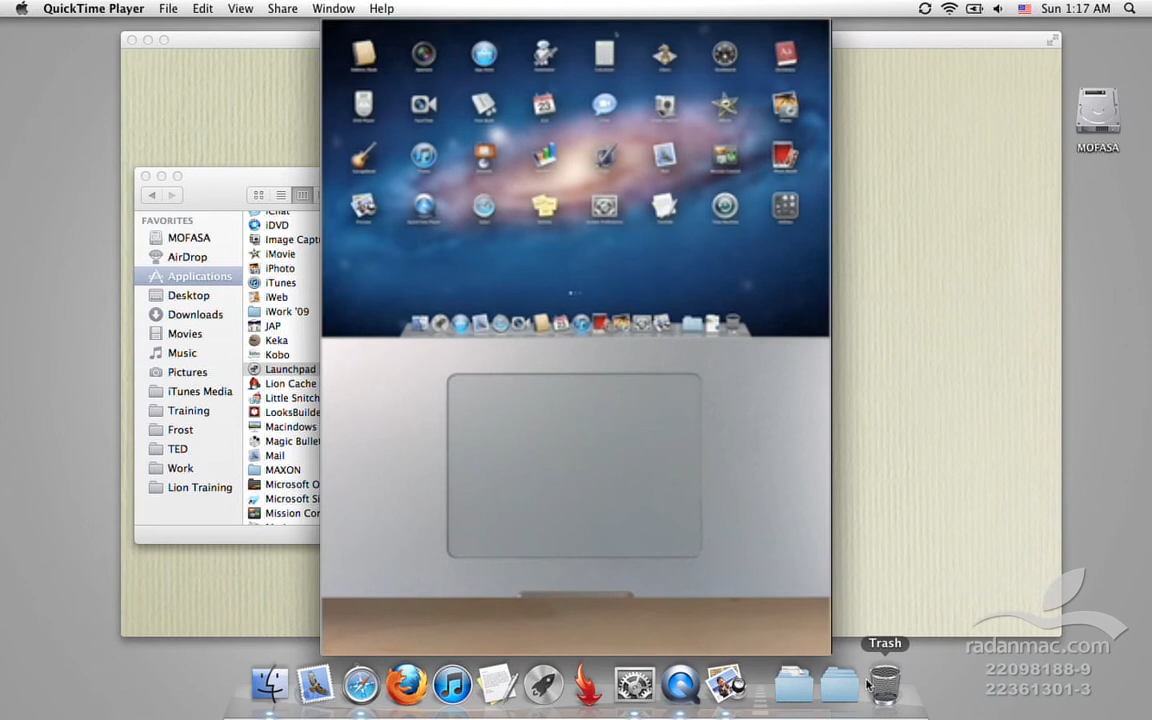 QuickTime Player File Edit View Share Window Help Sun 1:17 AM
MOFASA
FAVORITES
MOFASA
AirDrop
Applications
Desktop
Downloads
Movies
Music
Pictures
iTunes Media
Training
Frost
TED
Work
Lion Training
iChat
iDVD
Image Capt
iMovie
iPhoto
iTunes
iWeb
iWork '09
JAP
Keka
Kobo
Launchpad
Lion Cache
Little Snitch
LooksBuilde
Macindows
Magic Bullet
Mail
MAXON
Microsoft O
Microsoft Si
Mission Con
Trash
radanmac.com
22098188-9
22361301-3